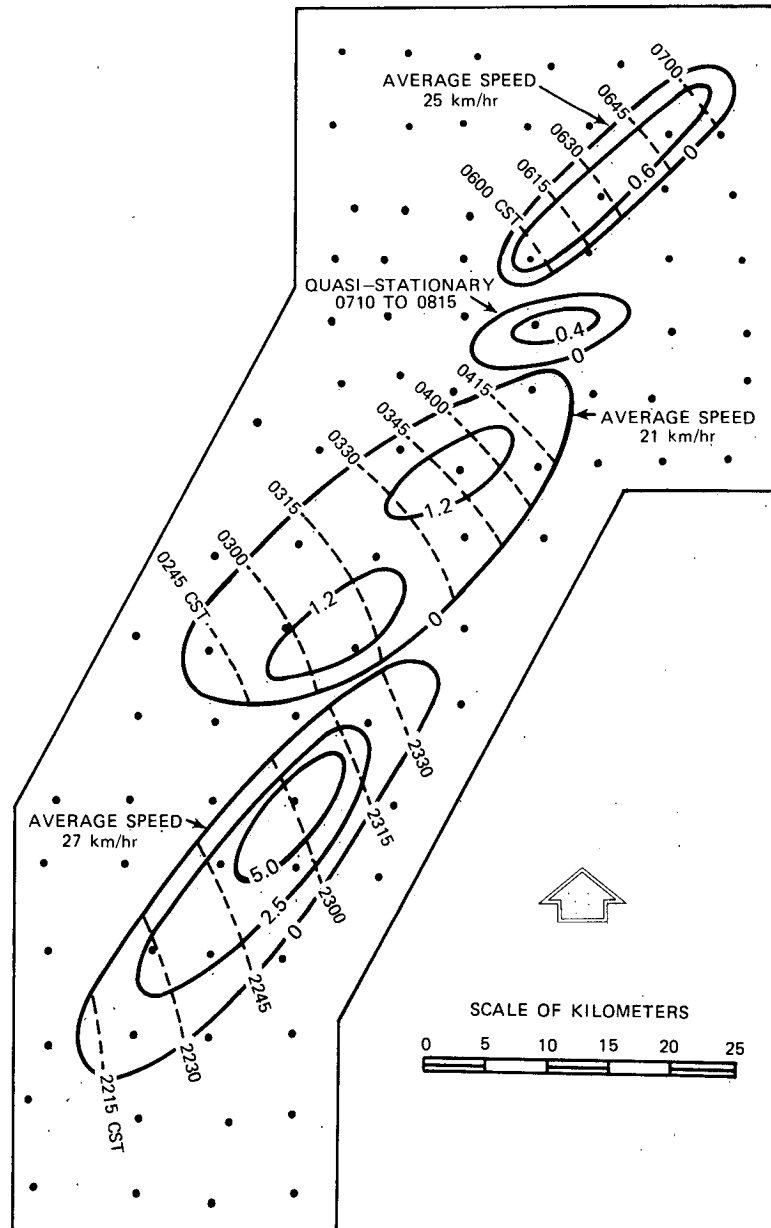 AVERAGE SPEED
25 km/hr
0700
0645
0630
0615
0600 CST
0.6
0
QUASI-STATIONARY
0710 TO 0815
0.4
0
0415
0400
0345
0330
0315
0300
0245 CST
AVERAGE SPEED
21 km/hr
1.2
1.2
0
2330
2315
2300
2245
2230
2215 CST
AVERAGE SPEED
27 km/hr
5.0
2.5
0
SCALE OF KILOMETERS
0 5 10 15 20 25